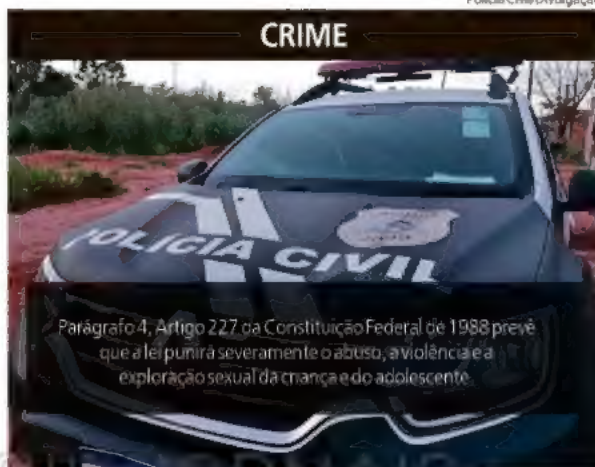 CRIME
POLÍCIA CIVIL
Parágrafo 4, Artigo 227 da Constituição Federal de 1988 prevê
que a lei punirá severamente o abuso, a violência e a
exploração sexual da criança e do adolescente